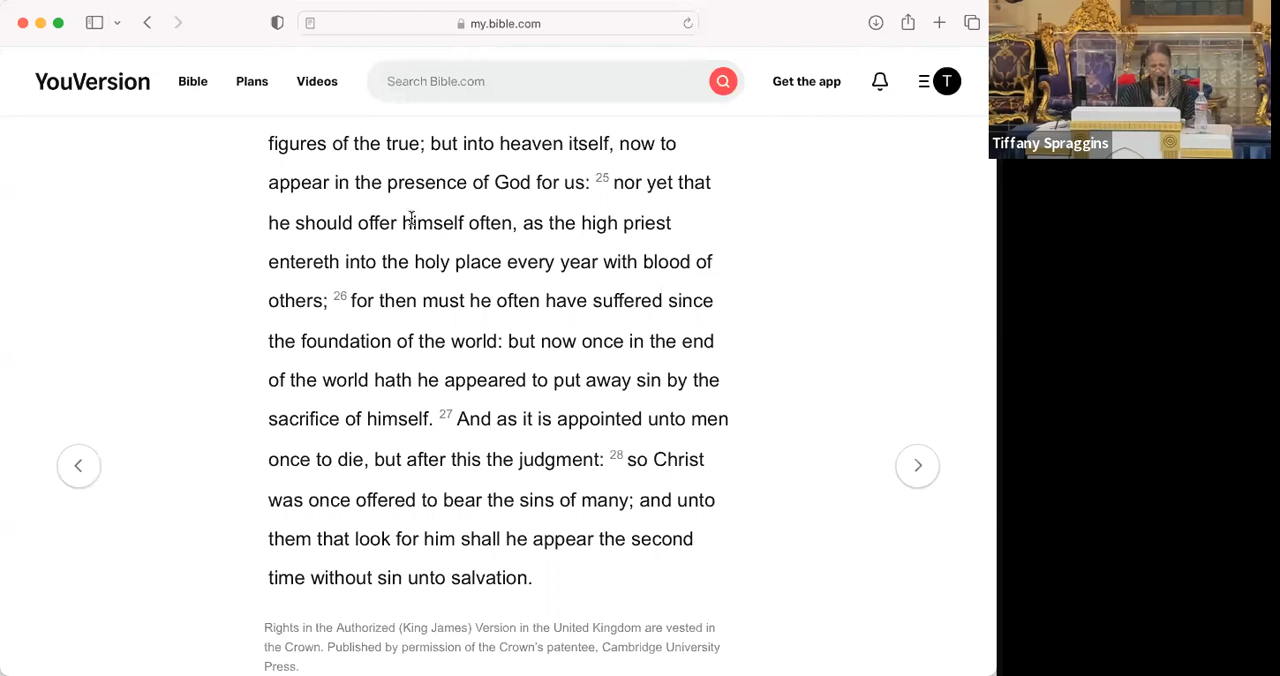 my.bible.com
YouVersion Bible Plans Videos Search Bible.com Get the app T
Tiffany Spraggins
figures of the true; but into heaven itself, now to
appear in the presence of God for us: 25 nor yet that
he should offer himself often, as the high priest
entereth into the holy place every year with blood of
others; 26 for then must he often have suffered since
the foundation of the world: but now once in the end
of the world hath he appeared to put away sin by the
sacrifice of himself. 27 And as it is appointed unto men
once to die, but after this the judgment: 28 so Christ
was once offered to bear the sins of many; and unto
them that look for him shall he appear the second
time without sin unto salvation.
Rights in the Authorized (King James) Version in the United Kingdom are vested in
the Crown. Published by permission of the Crown’s patentee, Cambridge University
Press.